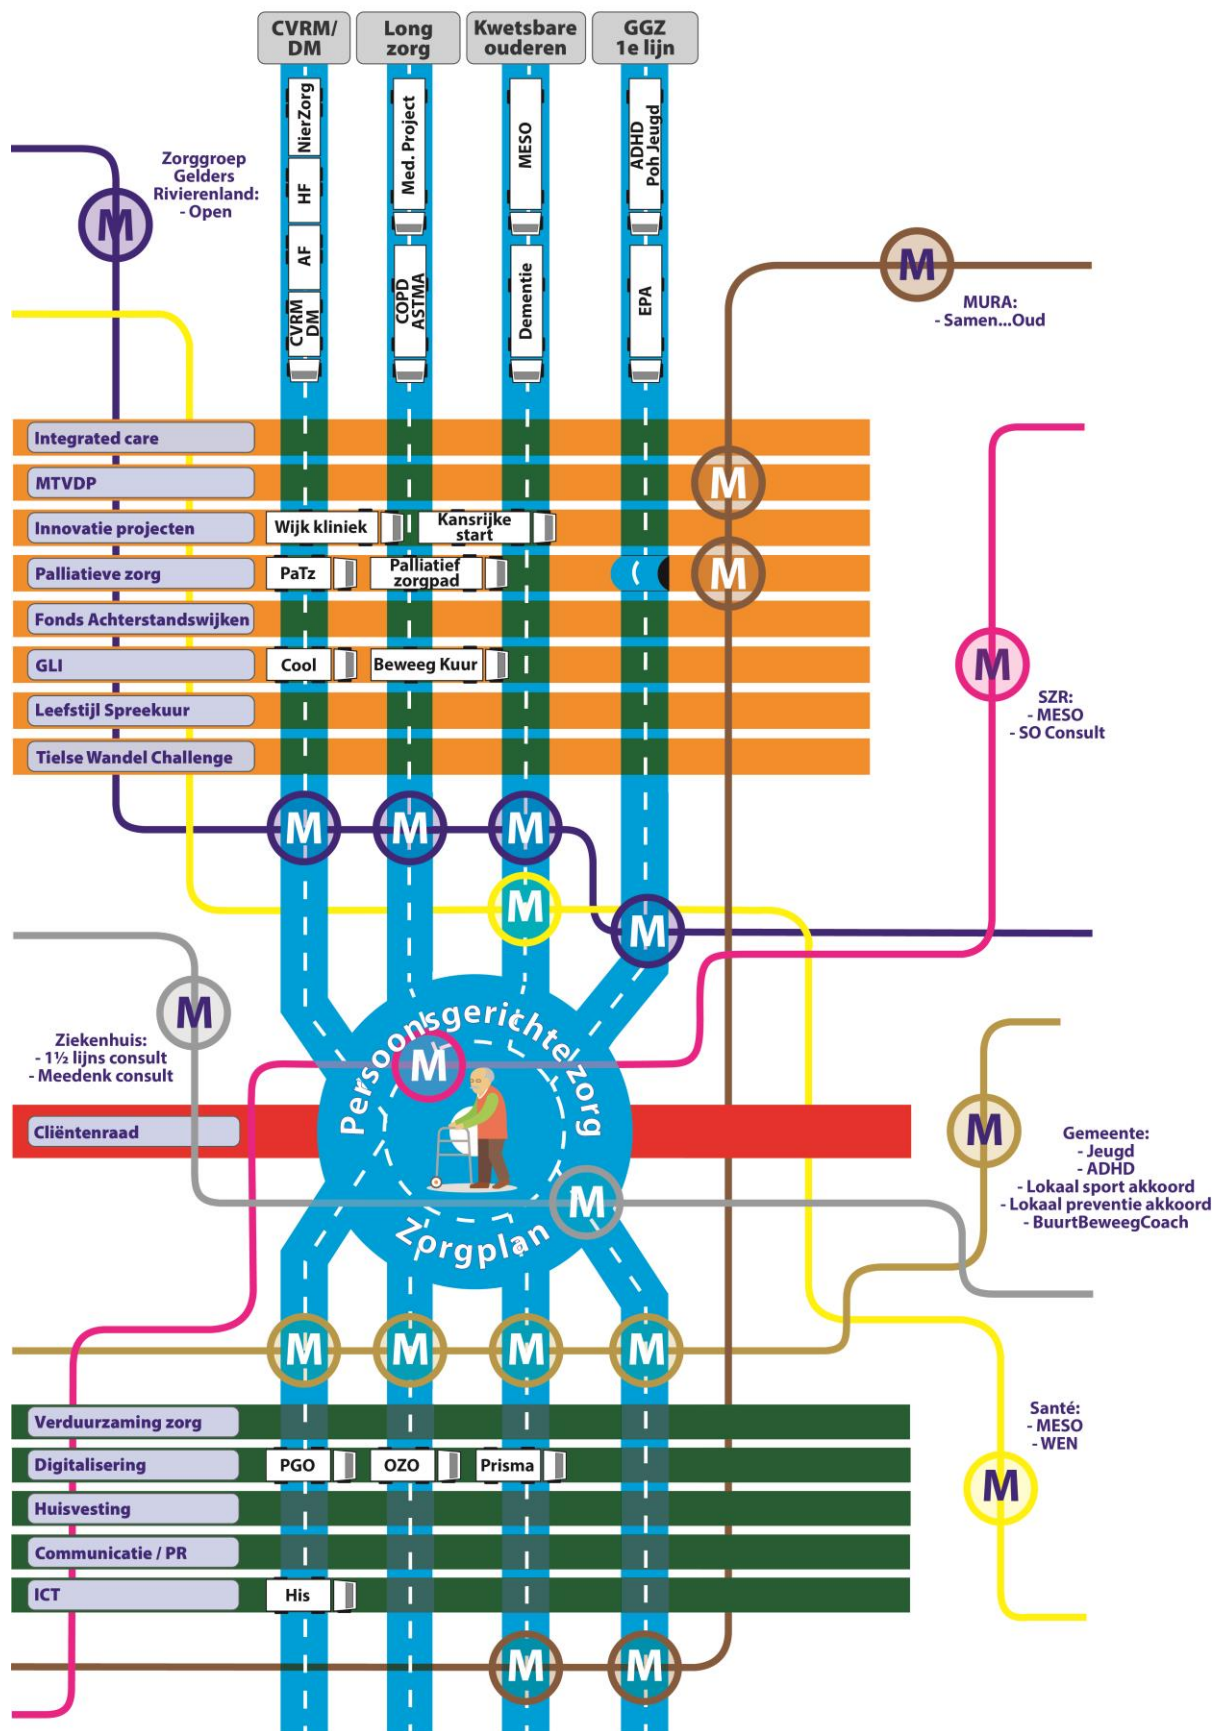 CVRM/
DM
Long
zorg
Kwetsbare
ouderen
GGZ
1e lijn
NierZorg
HF
AF
CVRM
DM
Med. Project
COPD
ASTMA
MESO
Dementie
ADHD
Poh Jeugd
EPA
Zorggroep
Gelders
Rivierenland:
- Open
M
M
MURA:
- Samen...Oud
Integrated care
MTVDP
M
Innovatie projecten
Wijk kliniek
Kansrijke
start
Palliatieve zorg
PaTz
Palliatief
zorgpad
M
Fonds Achterstandswijken
GLI
Cool
Beweeg Kuur
M
SZR:
- MESO
- SO Consult
Leefstijl Spreekuur
Tielse Wandel Challenge
M
M
M
M
M
M
Ziekenhuis:
- 1½ lijns consult
- Meedenk consult
Persoonsgerichte zorg
M
Cliëntenraad
M
Gemeente:
- Jeugd
- ADHD
- Lokaal sport akkoord
- Lokaal preventie akkoord
- BuurtBeweegCoach
M
Zorgplan
M
M
M
M
Verduurzaming zorg
Digitalisering
PGO
OZO
Prisma
Santé:
- MESO
- WEN
M
Huisvesting
Communicatie / PR
ICT
His
M
M